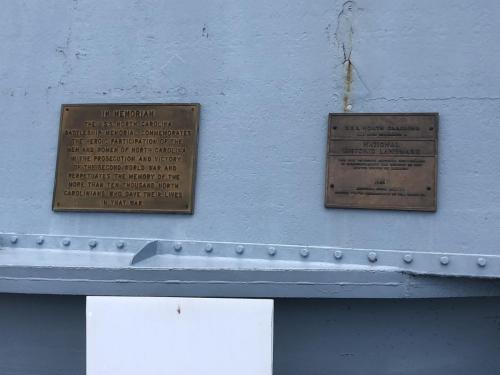 IN MEMORIAM
THE U.S.S. NORTH CAROLINA
BATTLESHIP MEMORIAL COMMEMORATES
THE HEROIC PARTICIPATION OF THE
MEN AND WOMEN OF NORTH CAROLINA
IN THE PROSECUTION AND VICTORY
OF THE SECOND WORLD WAR AND
PERPETUATES THE MEMORY OF THE
MORE THAN TEN THOUSAND NORTH
CAROLINIANS WHO GAVE THEIR LIVES
IN THAT WAR
U.S.S. NORTH CAROLINA
NATIONAL
HISTORIC LANDMARK